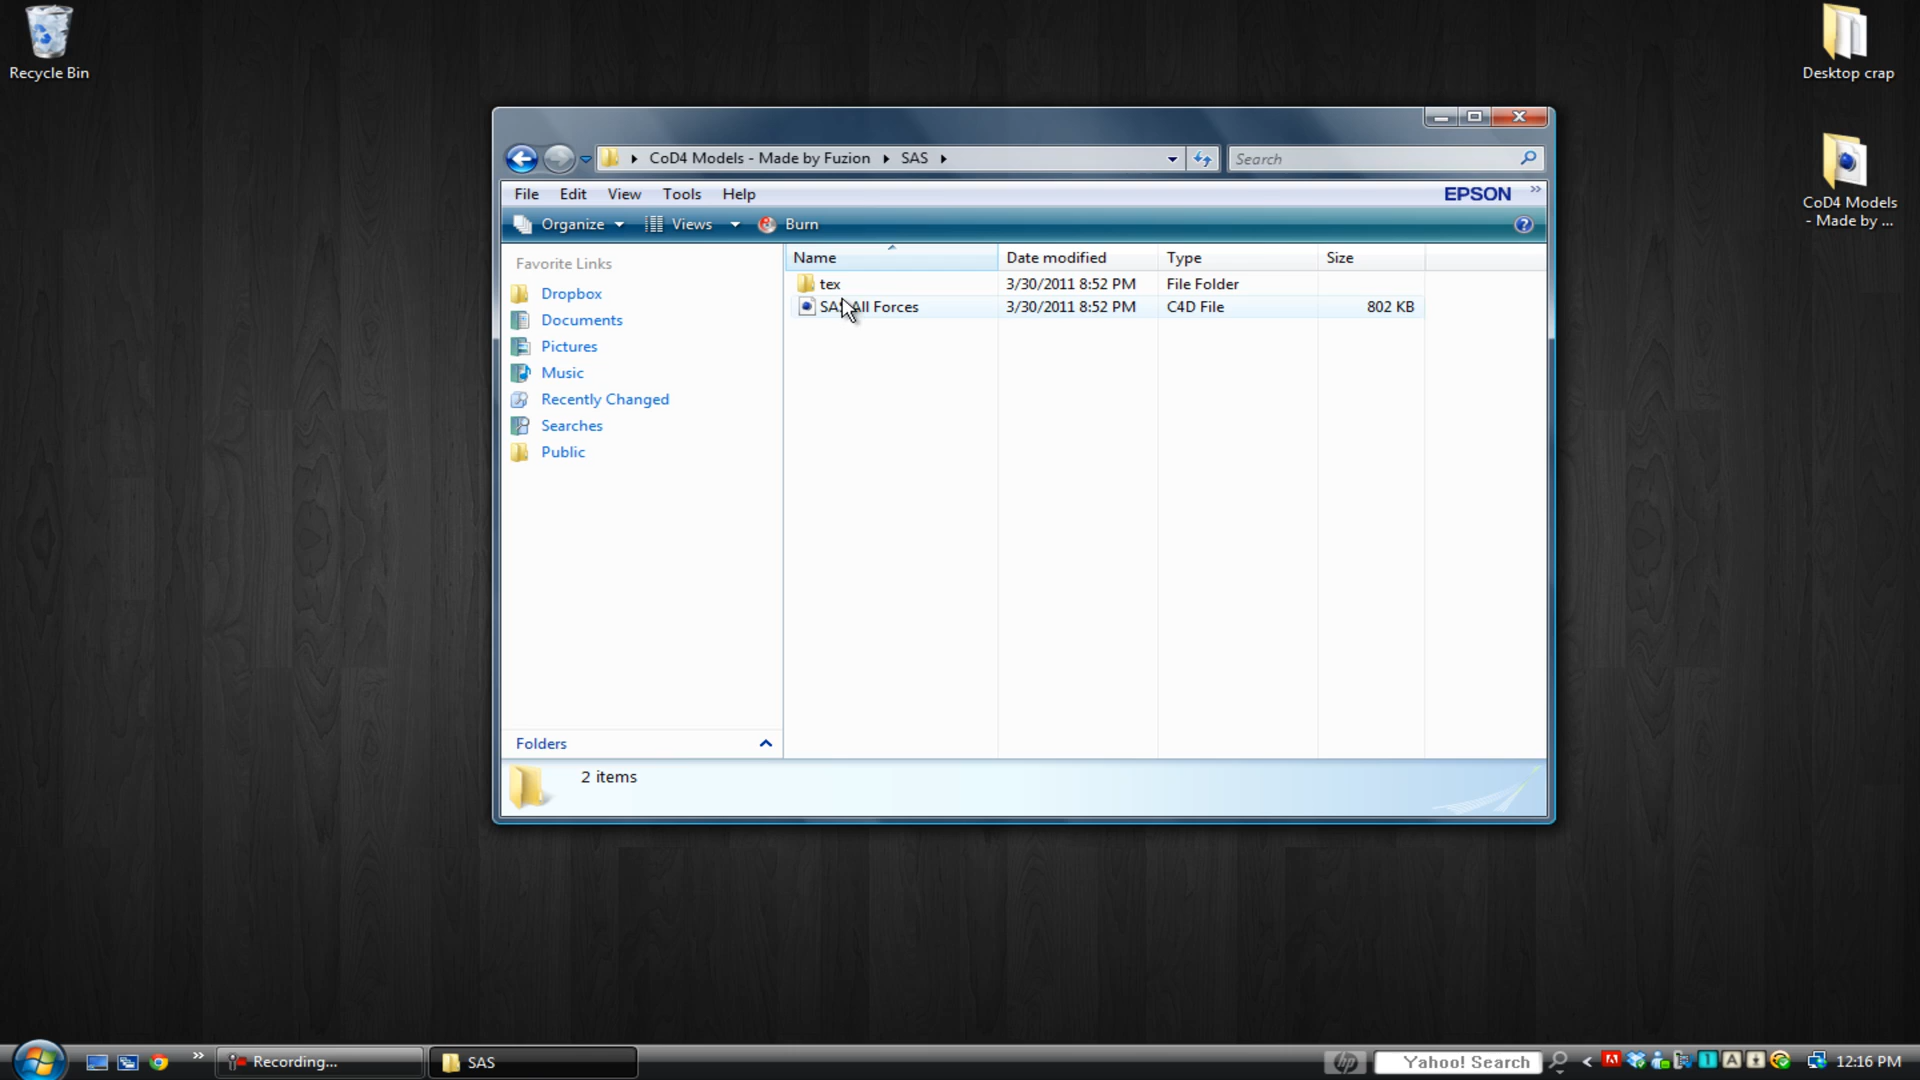 Recycle Bin
Desktop crap
CoD4 Models
- Made by ...
CoD4 Models - Made by Fuzion
SAS
Search
File
Edit
View
Tools
Help
EPSON
»
Organize
Views
Burn
?
Favorite Links
Dropbox
Documents
Pictures
Music
Recently Changed
Searches
Public
Folders
Name
Date modified
Type
Size
tex
3/30/2011 8:52 PM
File Folder
All Forces
3/30/2011 8:52 PM
C4D File
802 KB
2 items
»
Recording...
SAS
hp
Yahoo! Search
<
1
A
12:16 PM